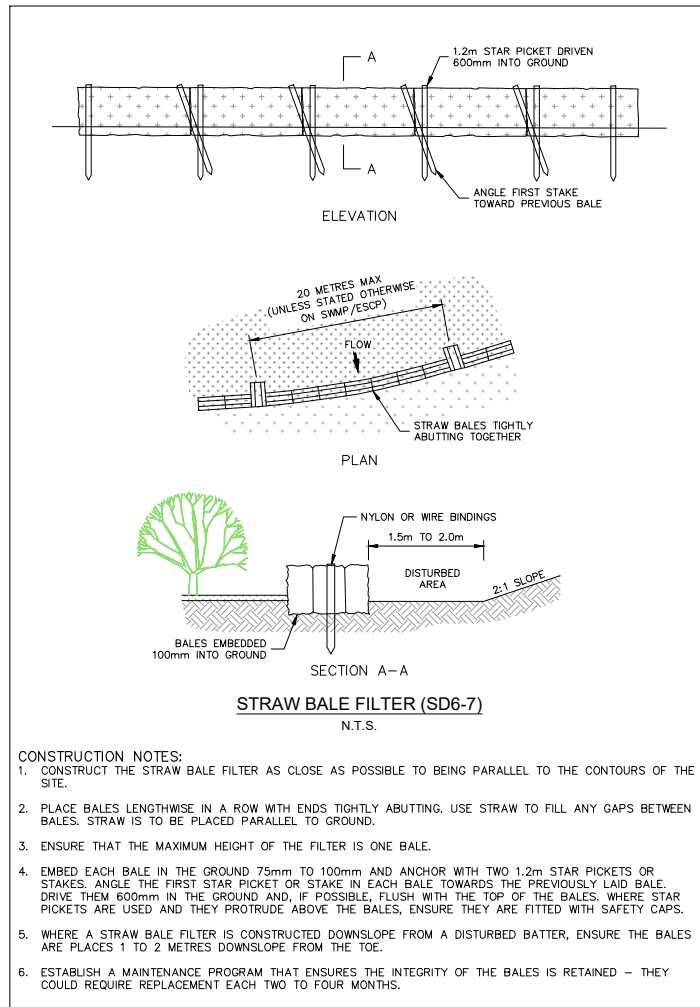 A
1.2m STAR PICKET DRIVEN
600mm INTO GROUND
A
ANGLE FIRST STAKE
TOWARD PREVIOUS BALE
ELEVATION
20 METRES MAX
(UNLESS STATED OTHERWISE
ON SWMP/ESCP)
FLOW
STRAW BALES TIGHTLY
ABUTTING TOGETHER
PLAN
NYLON OR WIRE BINDINGS
1.5m TO 2.0m
DISTURBED
AREA
2:1 SLOPE
BALES EMBEDDED
100mm INTO GROUND
SECTION A-A
STRAW BALE FILTER (SD6-7)
N.T.S.
CONSTRUCTION NOTES:
1. CONSTRUCT THE STRAW BALE FILTER AS CLOSE AS POSSIBLE TO BEING PARALLEL TO THE CONTOURS OF THE
SITE.
2. PLACE BALES LENGTHWISE IN A ROW WITH ENDS TIGHTLY ABUTTING. USE STRAW TO FILL ANY GAPS BETWEEN
BALES. STRAW IS TO BE PLACED PARALLEL TO GROUND.
3. ENSURE THAT THE MAXIMUM HEIGHT OF THE FILTER IS ONE BALE.
4. EMBED EACH BALE IN THE GROUND 75mm TO 100mm AND ANCHOR WITH TWO 1.2m STAR PICKETS OR
STAKES. ANGLE THE FIRST STAR PICKET OR STAKE IN EACH BALE TOWARDS THE PREVIOUSLY LAID BALE.
DRIVE THEM 600mm IN THE GROUND AND, IF POSSIBLE, FLUSH WITH THE TOP OF THE BALES. WHERE STAR
PICKETS ARE USED AND THEY PROTRUDE ABOVE THE BALES, ENSURE THEY ARE FITTED WITH SAFETY CAPS.
5. WHERE A STRAW BALE FILTER IS CONSTRUCTED DOWNSLOPE FROM A DISTURBED BATTER, ENSURE THE BALES
ARE PLACES 1 TO 2 METRES DOWNSLOPE FROM THE TOE.
6. ESTABLISH A MAINTENANCE PROGRAM THAT ENSURES THE INTEGRITY OF THE BALES IS RETAINED – THEY
COULD REQUIRE REPLACEMENT EACH TWO TO FOUR MONTHS.